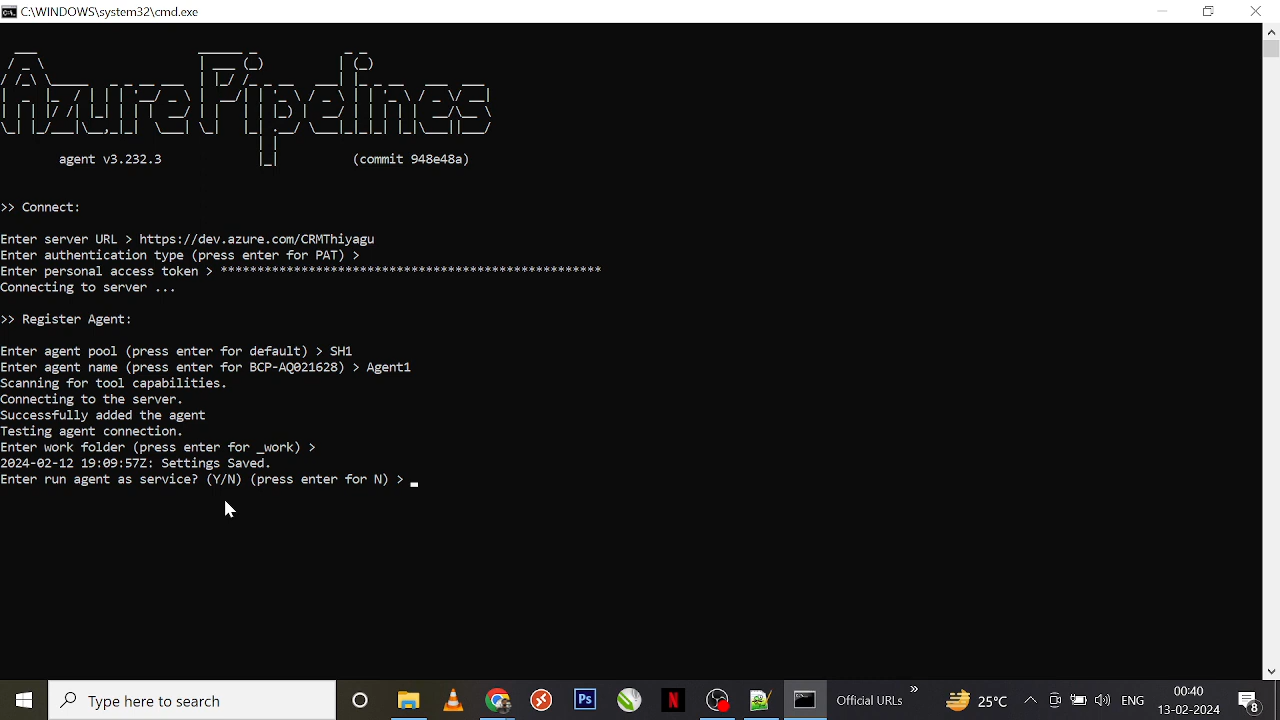 C:\WINDOWS\system32\cmd.exe
Azure Pipelines
agent v3.232.3 (commit 948e48a)
>> Connect:
Enter server URL > https://dev.azure.com/CRMThiyagu
Enter authentication type (press enter for PAT) >
Enter personal access token > ****************************************************
Connecting to server ...
>> Register Agent:
Enter agent pool (press enter for default) > SH1
Enter agent name (press enter for BCP-AQ021628) > Agent1
Scanning for tool capabilities.
Connecting to the server.
Successfully added the agent
Testing agent connection.
Enter work folder (press enter for _work) >
2024-02-12 19:09:57Z: Settings Saved.
Enter run agent as service? (Y/N) (press enter for N) >
Type here to search
Ps
N
Official URLs
25°C
ENG
00:40
13-02-2024
8